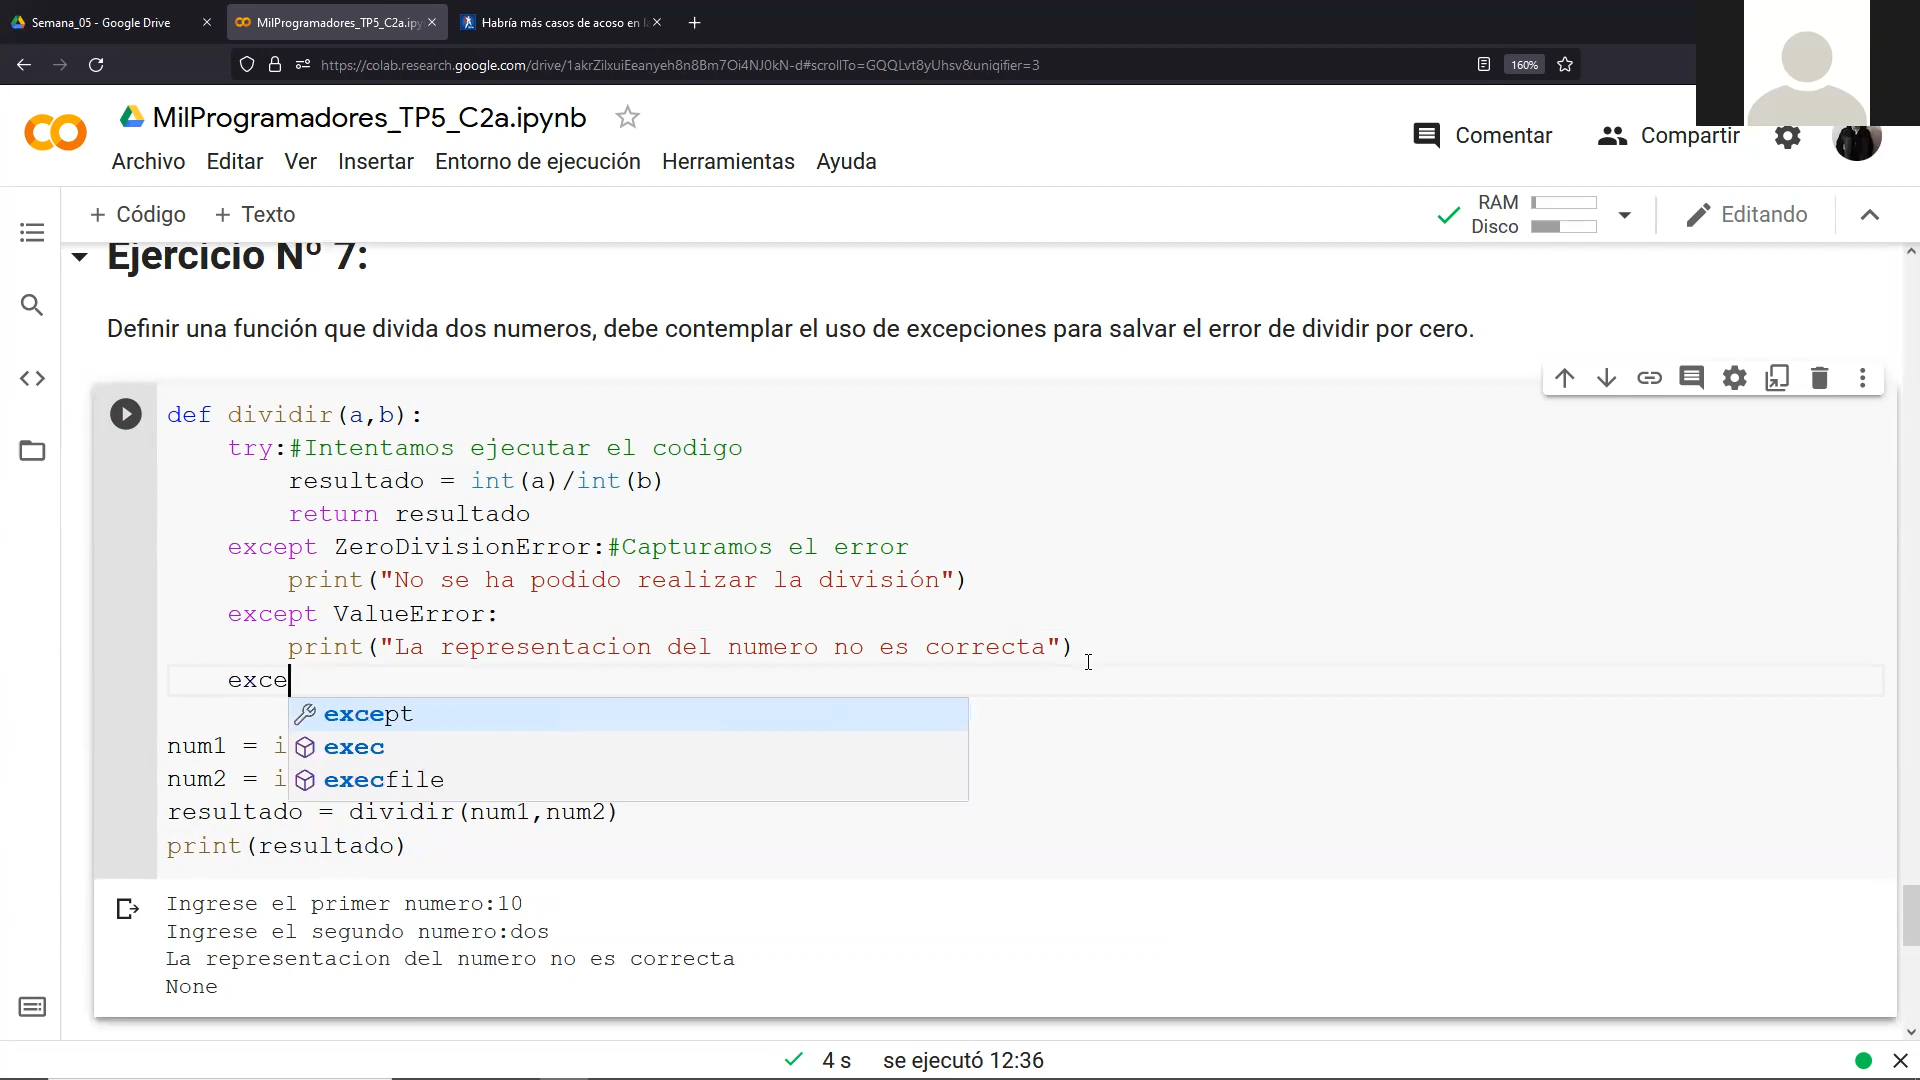 Semana_05 - Google Drive
MilProgramadores_TP5_C2a.ipy
Habría más casos de acoso en l
https://colab.research.google.com/drive/1akrZilxuiEeanyeh8n8Bm7Oi4NJ0kN-d#scrollTo=GQQLvt8yUhsv&uniqifier=3
160%
MilProgramadores_TP5_C2a.ipynb
Comentar
Compartir
Archivo Editar Ver Insertar Entorno de ejecución Herramientas Ayuda
+ Código + Texto
RAM
Disco
Editando
Ejercicio Nº 7:
Definir una función que divida dos numeros, debe contemplar el uso de excepciones para salvar el error de dividir por cero.
def dividir(a,b):
try:#Intentamos ejecutar el codigo
resultado = int(a)/int(b)
return resultado
except ZeroDivisionError:#Capturamos el error
print("No se ha podido realizar la división")
except ValueError:
print("La representacion del numero no es correcta")
exce
except
num1 = i
exec
num2 = i
execfile
resultado = dividir(num1,num2)
print(resultado)
Ingrese el primer numero:10
Ingrese el segundo numero:dos
La representacion del numero no es correcta
None
4 s se ejecutó 12:36